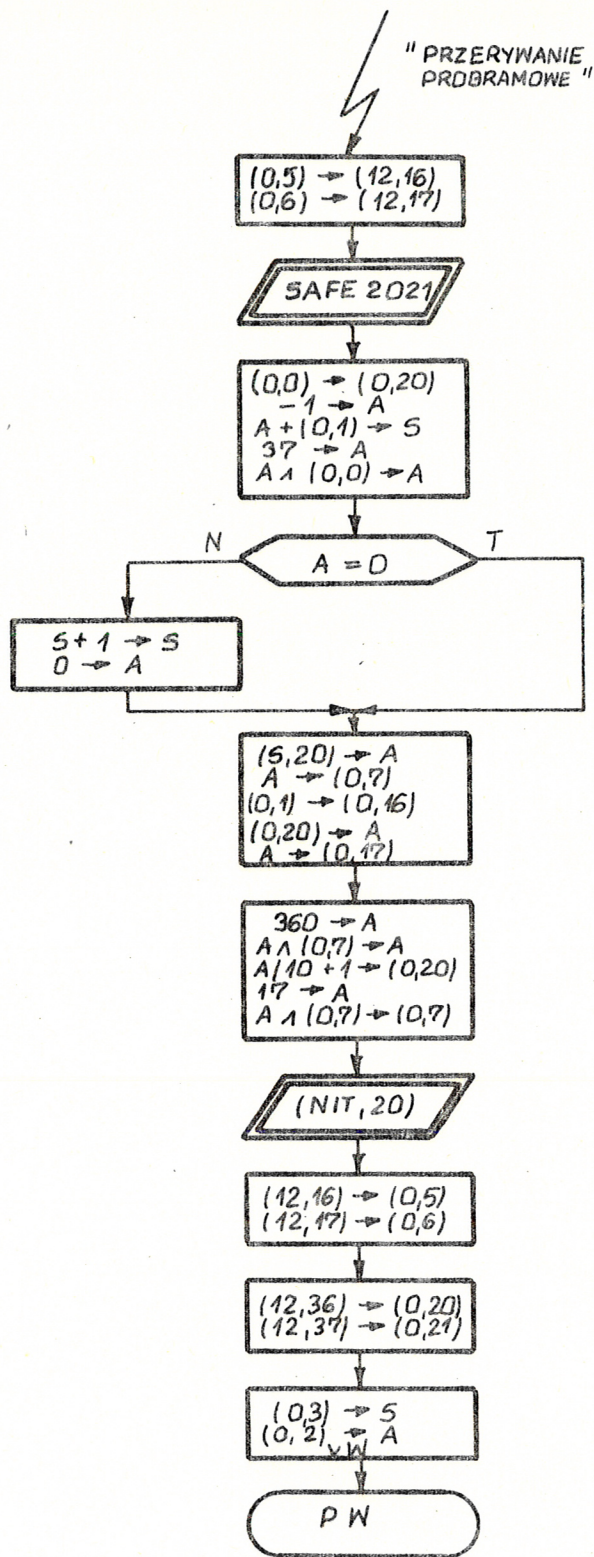 " PRZERYWANIE
PROGRAMOWE "
(0,5) → (12,16)
(0,6) → (12,17)
SAFE 2021
(0,0) → (0,20)
-1 → A
A + (0,1) → S
37 → A
A ∧ (0,0) → A
N
T
A = 0
S + 1 → S
0 → A
(S,20) → A
A → (0,7)
(0,1) → (0,16)
(0,20) → A
A → (0,17)
360 → A
A ∧ (0,7) → A
A/10 + 1 → (0,20)
17 → A
A ∧ (0,7) → (0,7)
(NIT, 20)
(12,16) → (0,5)
(12,17) → (0,6)
(12,36) → (0,20)
(12,37) → (0,21)
(0,3) → S
(0,2) → A
PW